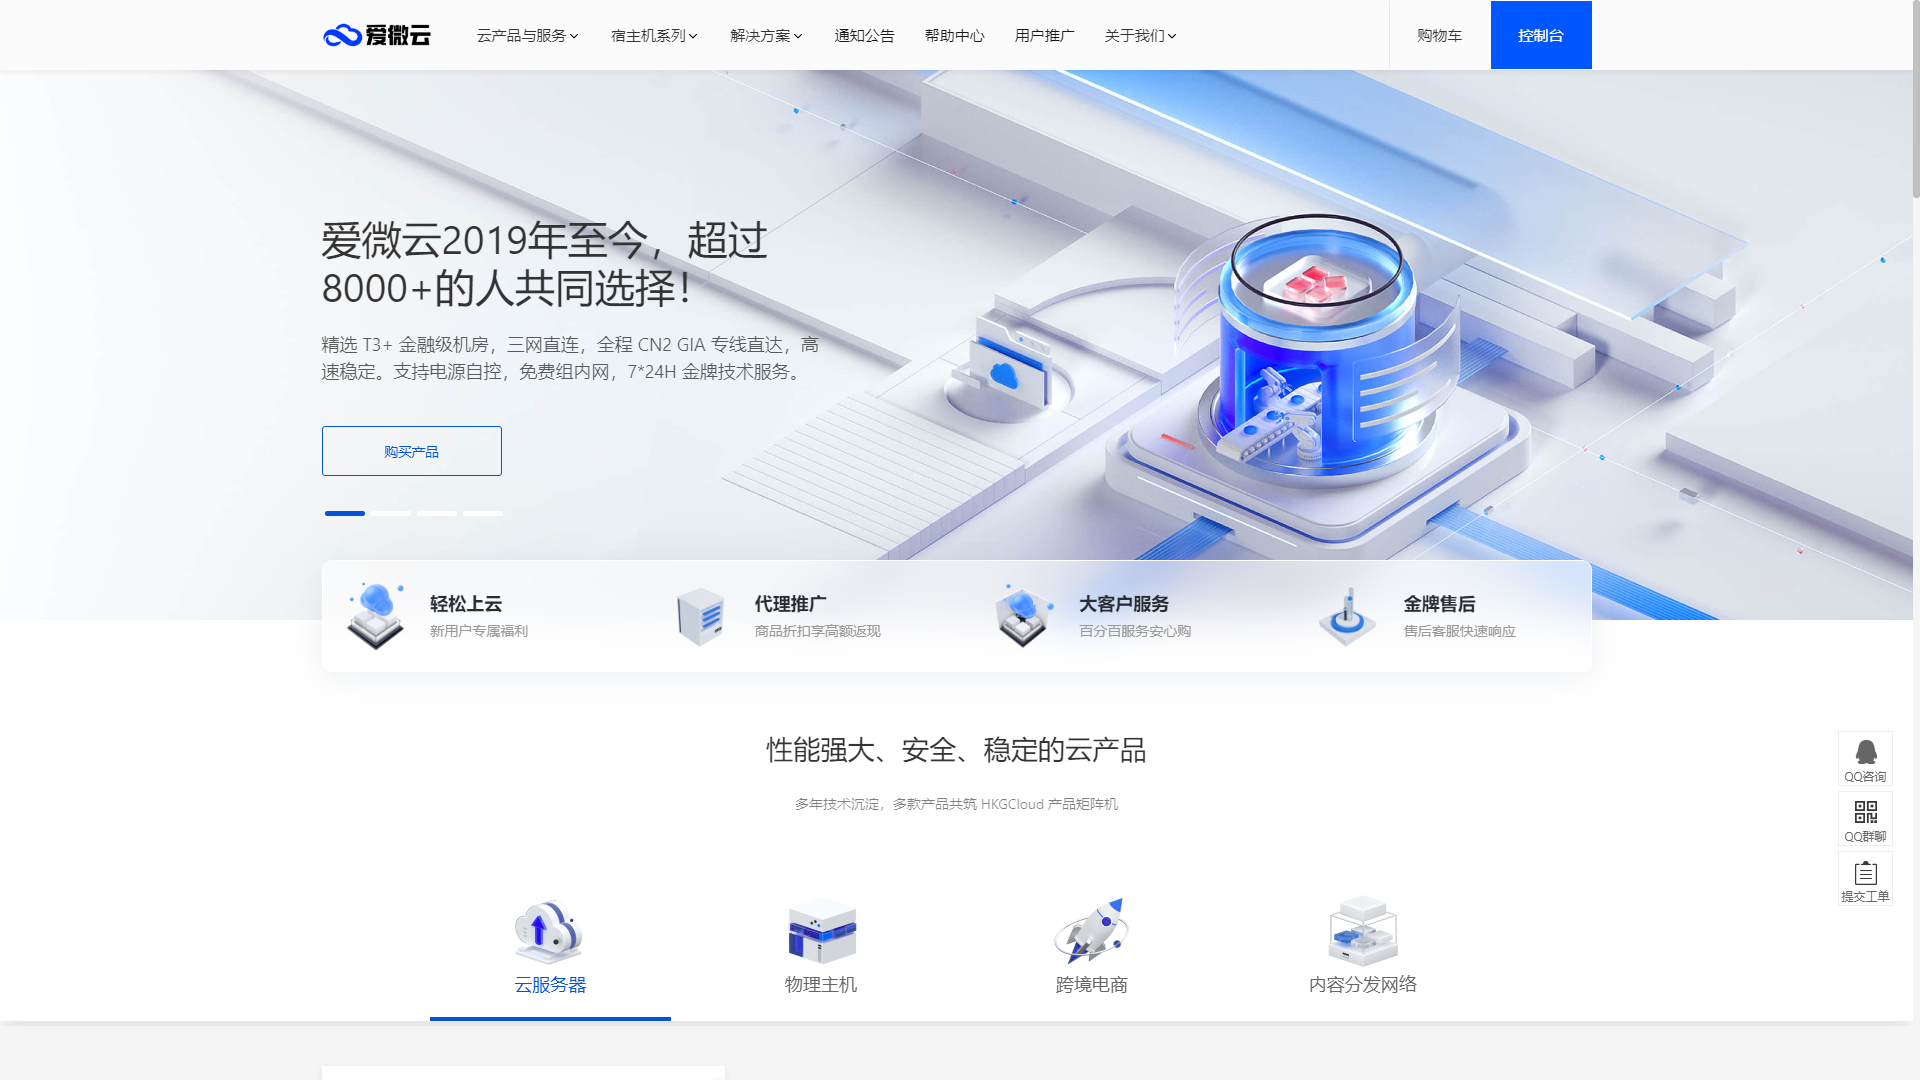 爱微云
云产品与服务
宿主机系列
解决方案
通知公告
帮助中心
用户推广
关于我们
购物车
控制台
爱微云2019年至今，超过
8000+的人共同选择！
精选 T3+ 金融级机房，三网直连，全程 CN2 GIA 专线直达，高
速稳定。支持电源自控，免费组内网，7*24H 金牌技术服务。
购买产品
轻松上云
新用户专属福利
代理推广
商品折扣享高额返现
大客户服务
百分百服务安心购
金牌售后
售后客服快速响应
性能强大、安全、稳定的云产品
多年技术沉淀，多款产品共筑 HKGCloud 产品矩阵机
QQ咨询
QQ群聊
提交工单
云服务器
物理主机
跨境电商
内容分发网络